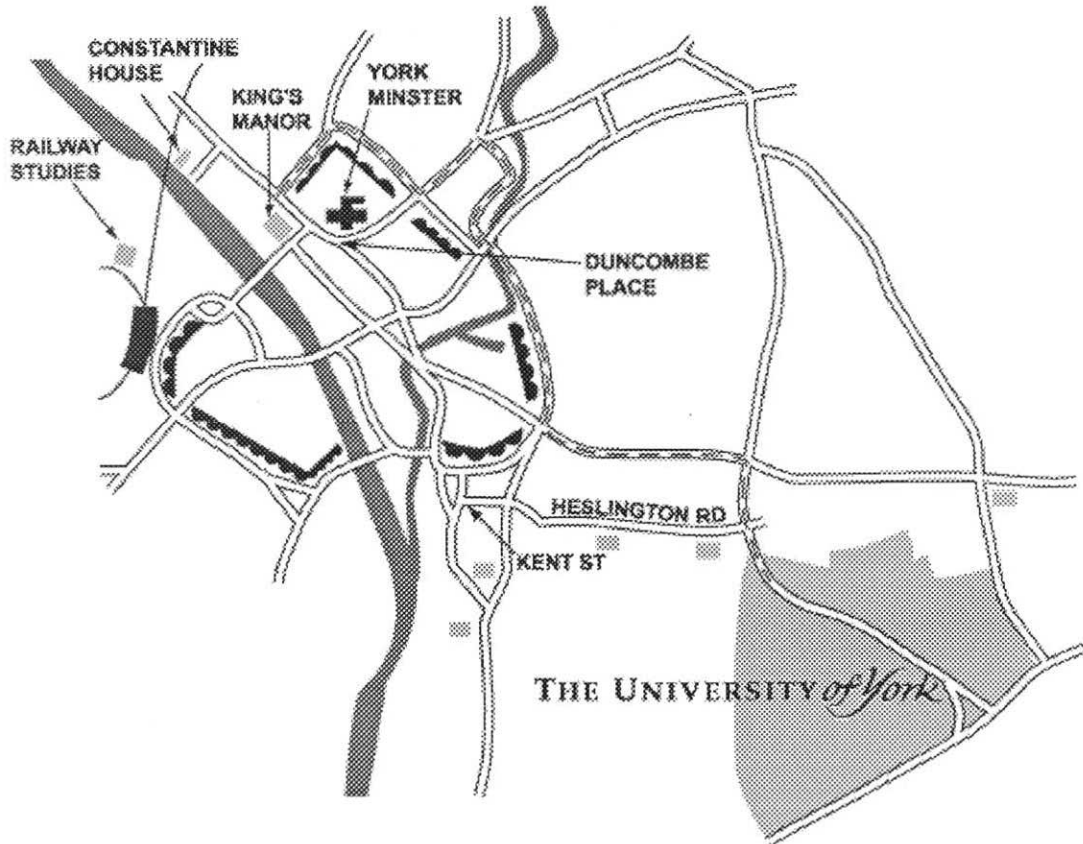 CONSTANTINE
HOUSE
YORK
MINSTER
KING'S
MANOR
RAILWAY
STUDIES
DUNCOMBE
PLACE
HESLINGTON RD
KENT ST
THE UNIVERSITY of York